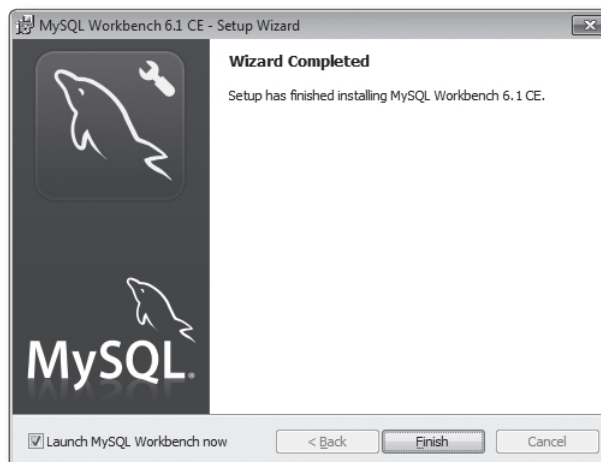 MySQL Workbench 6.1 CE - Setup Wizard
Wizard Completed
Setup has finished installing MySQL Workbench 6.1 CE.
MySQL.
Launch MySQL Workbench now
< Back
Finish
Cancel